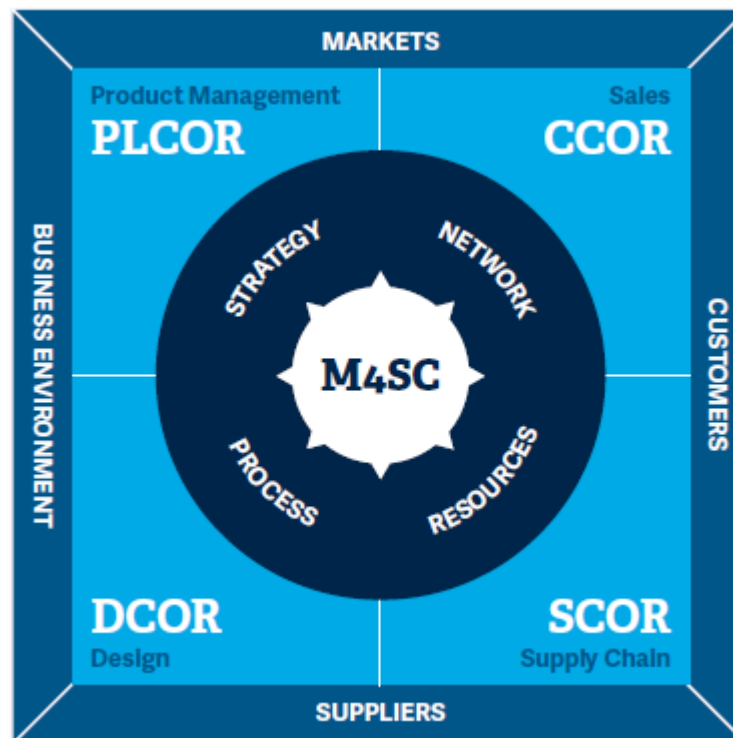 MARKETS
Product Management
PLCOR
Sales
CCOR
BUSINESS ENVIRONMENT
STRATEGY
NETWORK
M4SC
CUSTOMERS
PROCESS
RESOURCES
DCOR
Design
SCOR
Supply Chain
SUPPLIERS